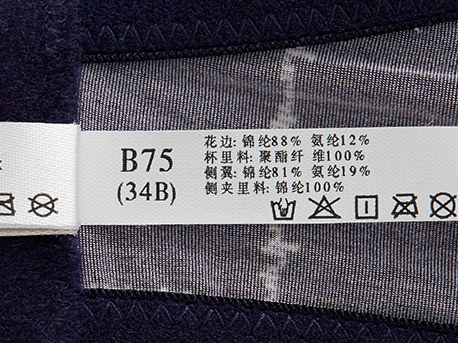 B75
(34B)
花边: 锦纶88% 氨纶12%
杯里料: 聚酯纤 维100%
侧翼: 锦纶81% 氨纶19%
侧夹里料: 锦纶100%